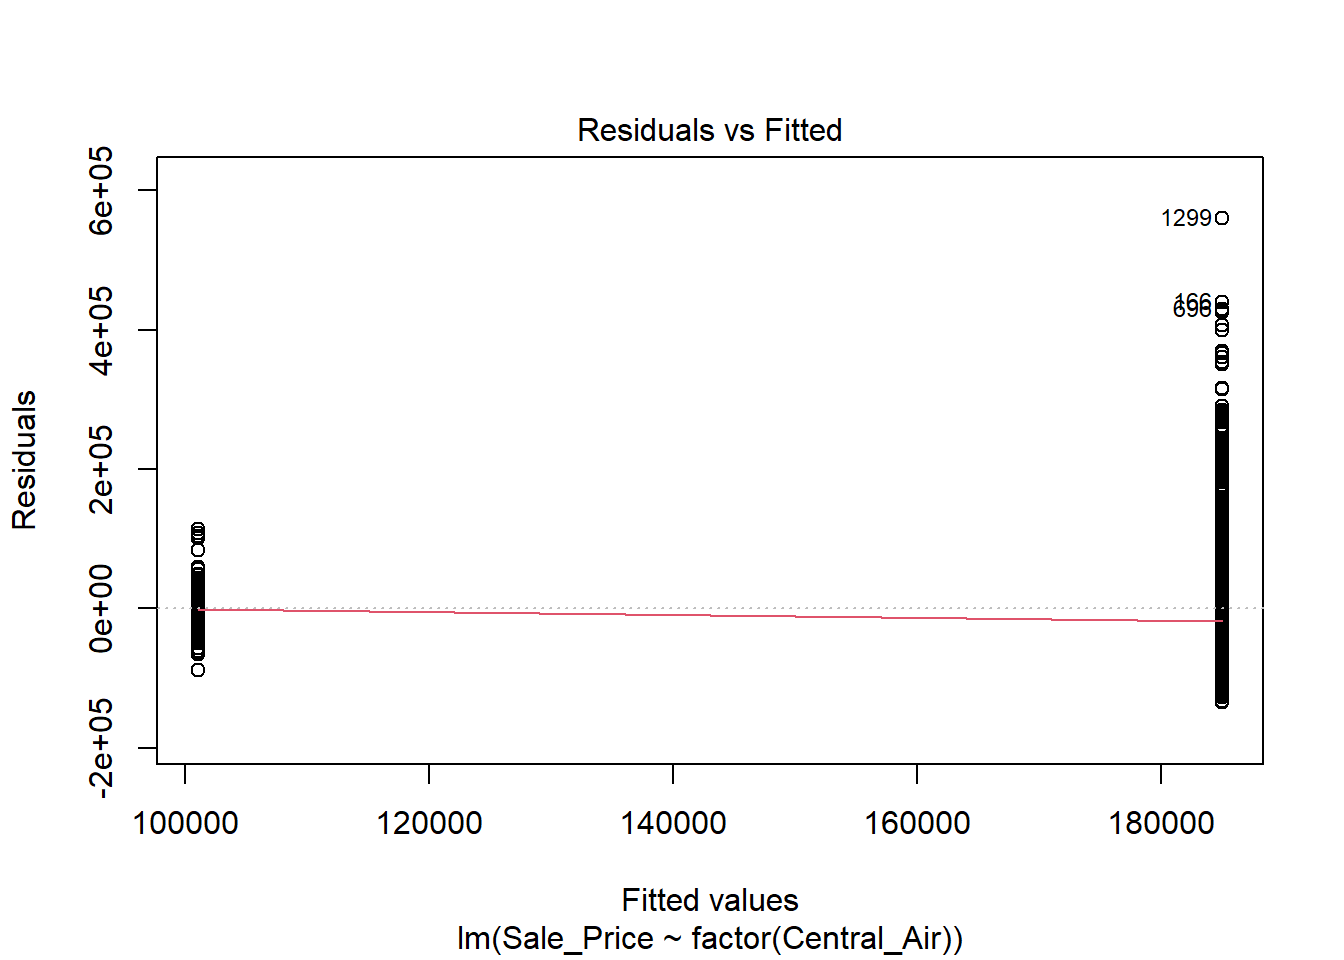 Residuals vs Fitted
6e+05
4e+05
2e+05
0e+00
-2e+05
Residuals
1299
166
696
100000 120000 140000 160000 180000
Fitted values
lm(Sale_Price ~ factor(Central_Air))